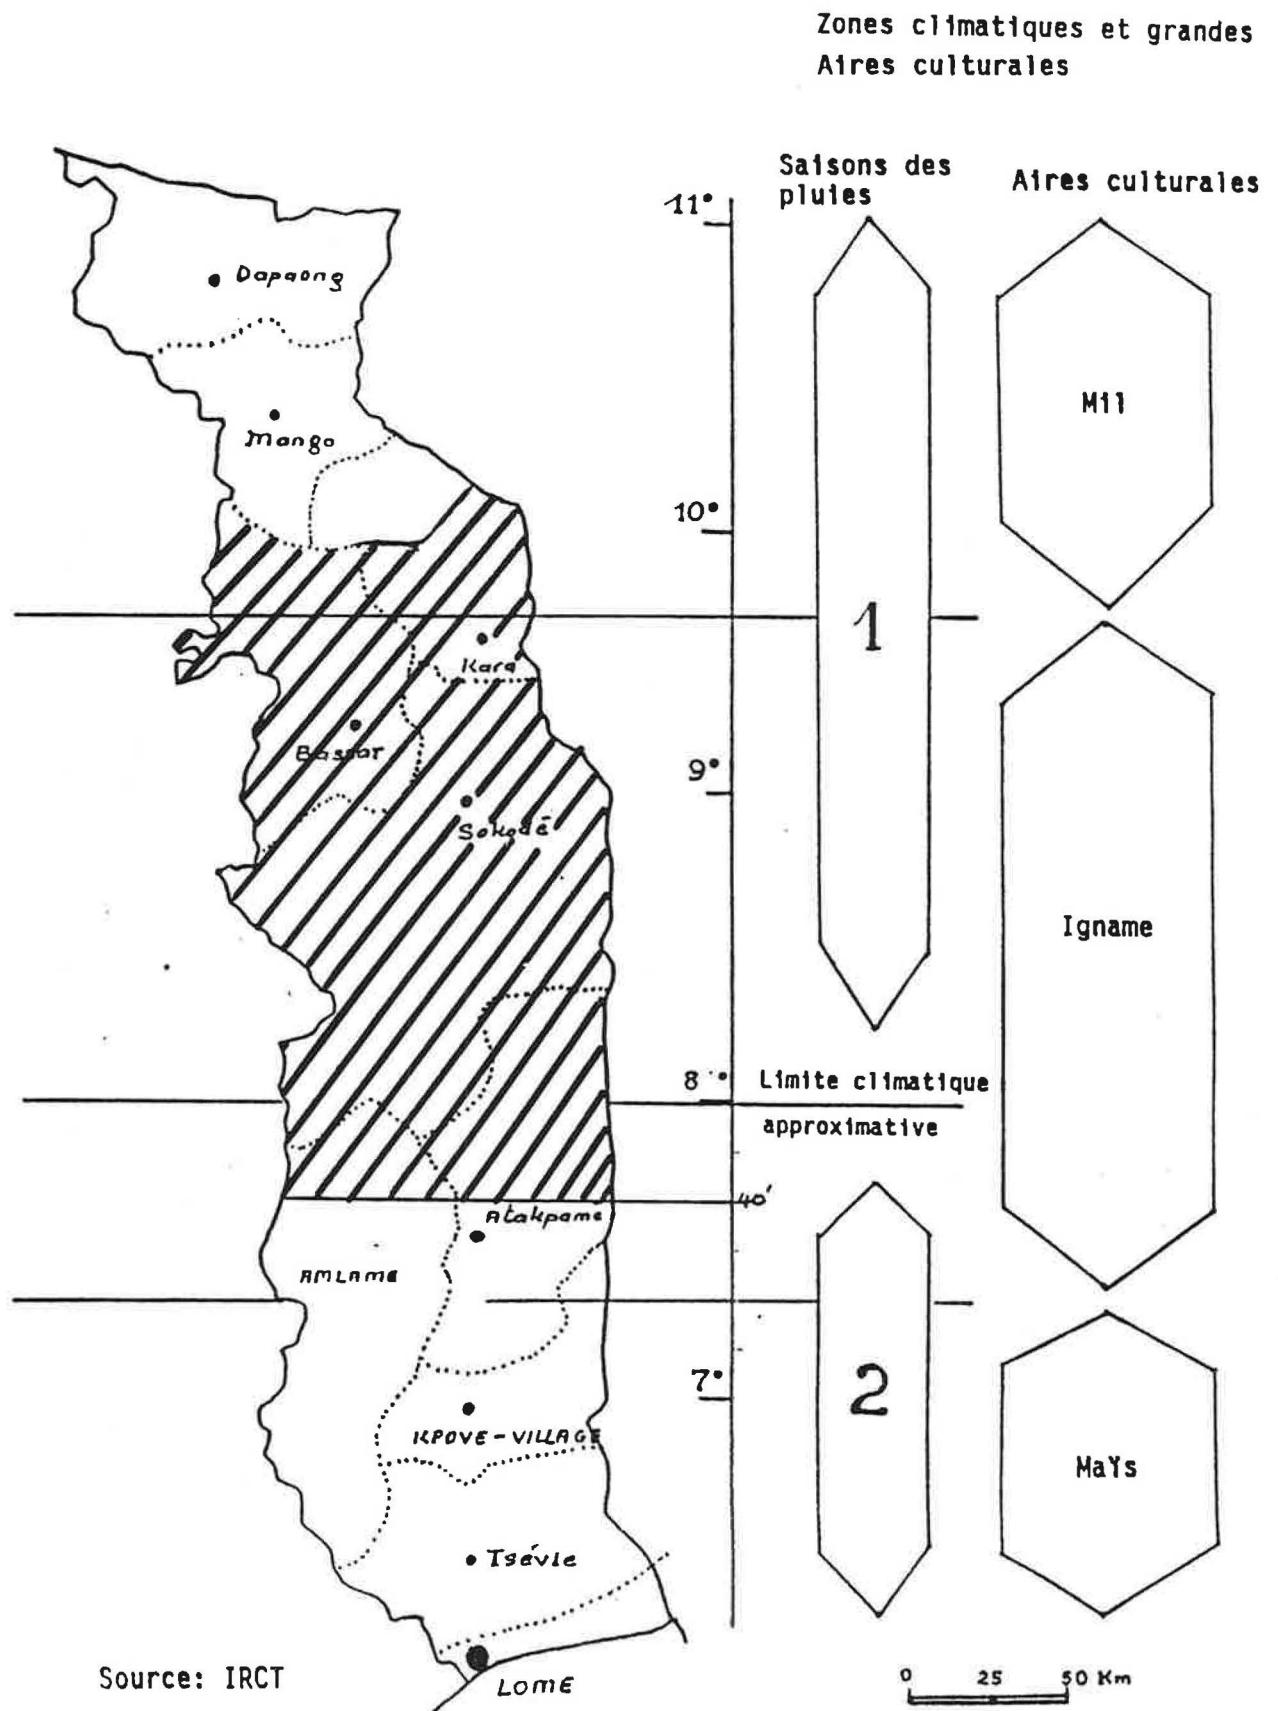 Zones climatiques et grandes
Aires culturales
Saisons des
pluies
Aires culturales
11°
Dapaong
Mil
Mango
10°
1
Kara
Bassar
9°
Sokodé
Igname
8°
Limite climatique
approximative
40'
Atakpame
AMLAME
7°
2
KPOVE-VILLAGE
MaYs
Tsévie
Source: IRCT
LOME
0 25 50 Km